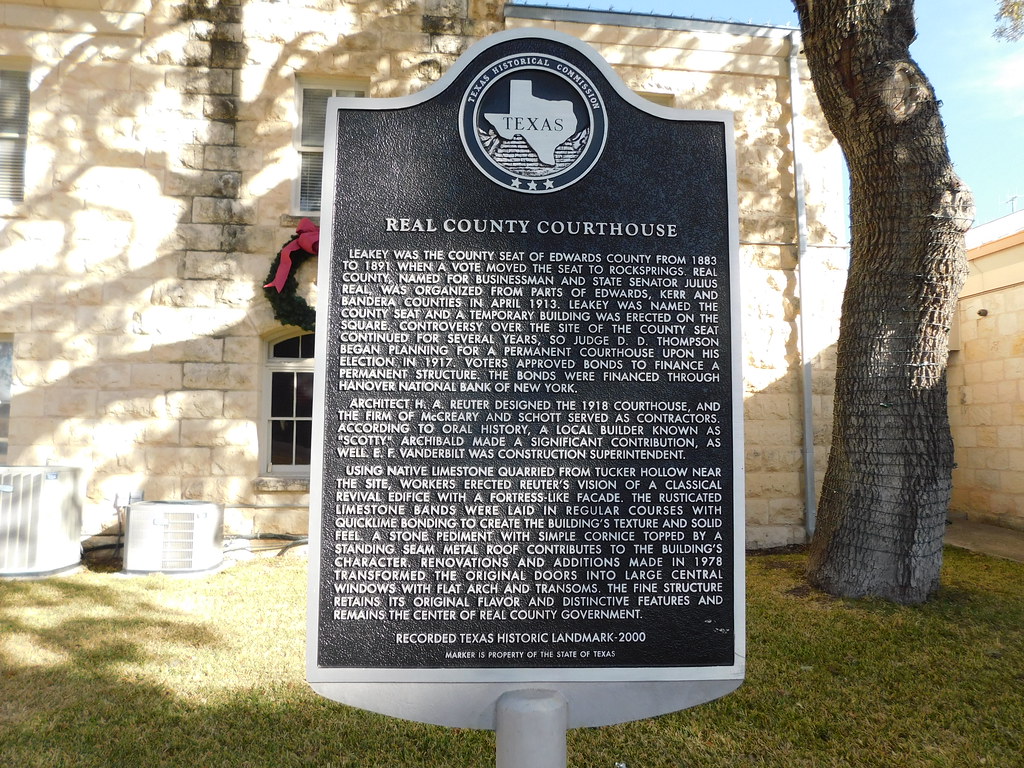 TEXAS HISTORICAL COMMISSION
TEXAS
REAL COUNTY COURTHOUSE
LEAKEY WAS THE COUNTY SEAT OF EDWARDS COUNTY FROM 1883
TO 1891, WHEN A VOTE MOVED THE SEAT TO ROCKSPRINGS. REAL
COUNTY, NAMED FOR BUSINESSMAN AND STATE SENATOR JULIUS
REAL, WAS ORGANIZED FROM PARTS OF EDWARDS, KERR AND
BANDERA COUNTIES IN APRIL 1913. LEAKEY WAS NAMED THE
COUNTY SEAT AND A TEMPORARY BUILDING WAS ERECTED ON THE
SQUARE. CONTROVERSY OVER THE SITE OF THE COUNTY SEAT
CONTINUED FOR SEVERAL YEARS, SO JUDGE D. D. THOMPSON
BEGAN PLANNING FOR A PERMANENT COURTHOUSE UPON HIS
ELECTION IN 1917. VOTERS APPROVED BONDS TO FINANCE A
PERMANENT STRUCTURE. THE BONDS WERE FINANCED THROUGH
HANOVER NATIONAL BANK OF NEW YORK.
ARCHITECT H. A. REUTER DESIGNED THE 1918 COURTHOUSE, AND
THE FIRM OF McCREARY AND SCHOTT SERVED AS CONTRACTORS.
ACCORDING TO ORAL HISTORY, A LOCAL BUILDER KNOWN AS
"SCOTTY" ARCHIBALD MADE A SIGNIFICANT CONTRIBUTION, AS
WELL. E. F. VANDERBILT WAS CONSTRUCTION SUPERINTENDENT.
USING NATIVE LIMESTONE QUARRIED FROM TUCKER HOLLOW NEAR
THE SITE, WORKERS ERECTED REUTER'S VISION OF A CLASSICAL
REVIVAL EDIFICE WITH A FORTRESS-LIKE FACADE. THE RUSTICATED
LIMESTONE BANDS WERE LAID IN REGULAR COURSES WITH
QUICKLIME BONDING TO CREATE THE BUILDING'S TEXTURE AND SOLID
FEEL. A STONE PEDIMENT WITH SIMPLE CORNICE TOPPED BY A
STANDING SEAM METAL ROOF CONTRIBUTES TO THE BUILDING'S
CHARACTER. RENOVATIONS AND ADDITIONS MADE IN 1978
TRANSFORMED THE ORIGINAL DOORS INTO LARGE CENTRAL
WINDOWS WITH FLAT ARCH AND TRANSOMS. THE FINE STRUCTURE
RETAINS ITS ORIGINAL FLAVOR AND DISTINCTIVE FEATURES AND
REMAINS THE CENTER OF REAL COUNTY GOVERNMENT.
RECORDED TEXAS HISTORIC LANDMARK-2000
MARKER IS PROPERTY OF THE STATE OF TEXAS